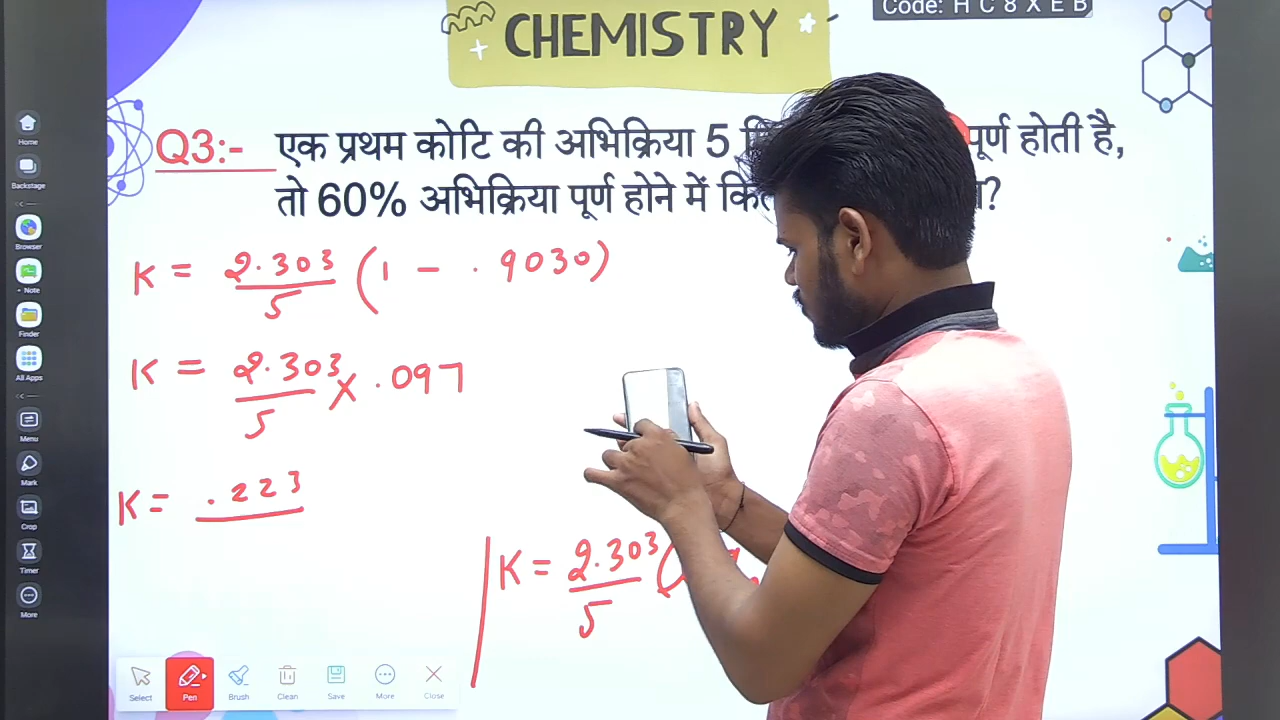 Code: H C 8 X E B
CHEMISTRY
Q3:- एक प्रथम कोटि की अभिक्रिया 5 पूर्ण होती है,
तो 60% अभिक्रिया पूर्ण होने में
K = 2.303/5 (1 - .9030)
K = 2.303/5 × .097
K = .223
K = 2.303/5 (
Home
Backstage
Browser
Note
Finder
All Apps
Menu
Mark
Crop
Timer
More
Select
Pen
Brush
Clean
Save
More
Close